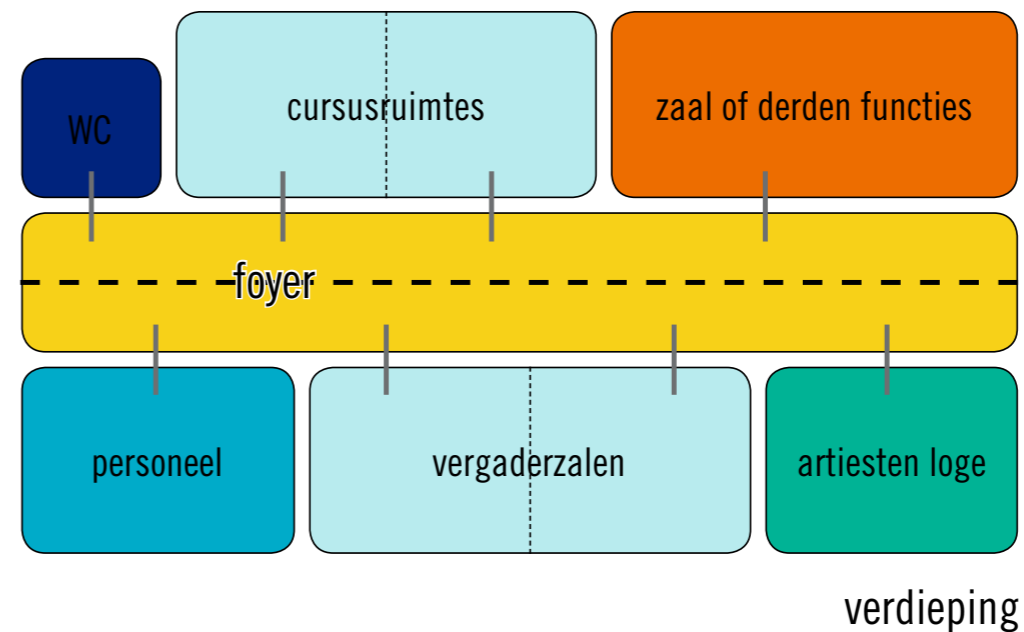 WC
cursusruimtes
zaal of derden functies
foyer
personeel
vergaderzalen
artiesten loge
verdieping